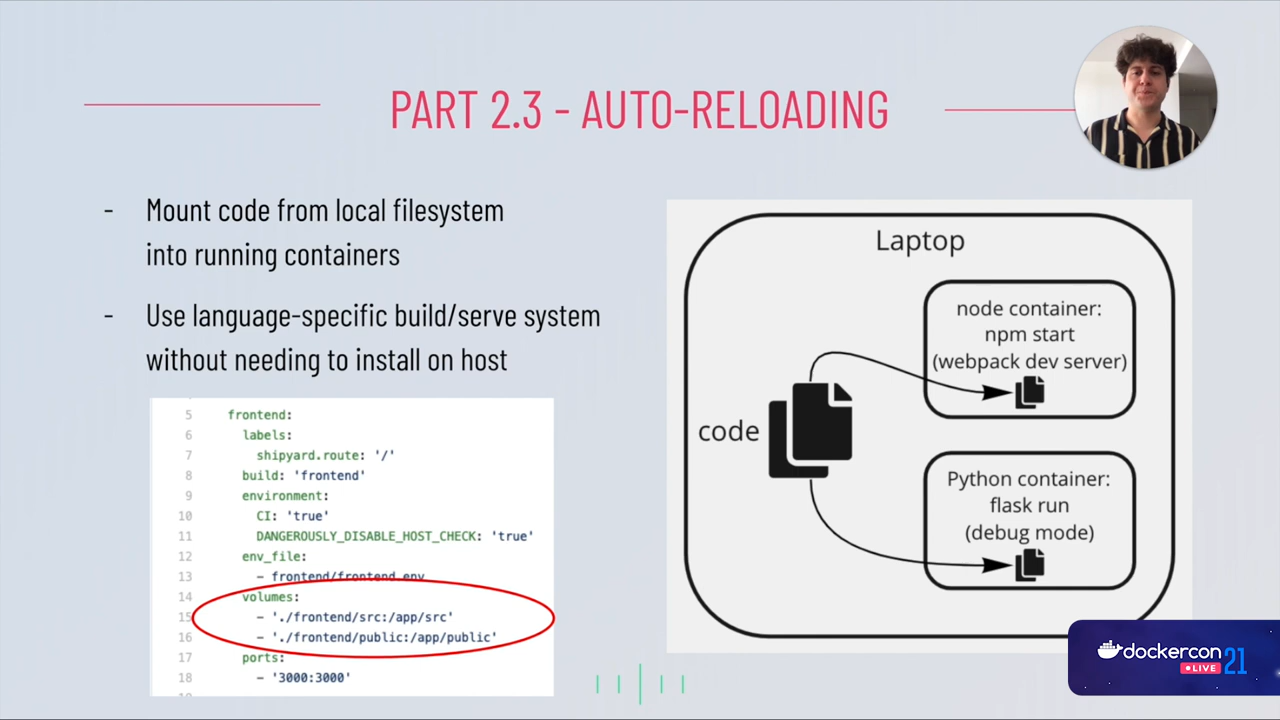 PART 2.3 - AUTO-RELOADING
- Mount code from local filesystem
into running containers
- Use language-specific build/serve system
without needing to install on host
5 frontend:
6 labels:
7 shipyard.route: '/'
8 build: 'frontend'
9 environment:
10 CI: 'true'
11 DANGEROUSLY_DISABLE_HOST_CHECK: 'true'
12 env_file:
13 - frontend/frontend.env
14 volumes:
15 - './frontend/src:/app/src'
16 - './frontend/public:/app/public'
17 ports:
18 - '3000:3000'
Laptop
code
node container:
npm start
(webpack dev server)
Python container:
flask run
(debug mode)
dockercon
LIVE 21